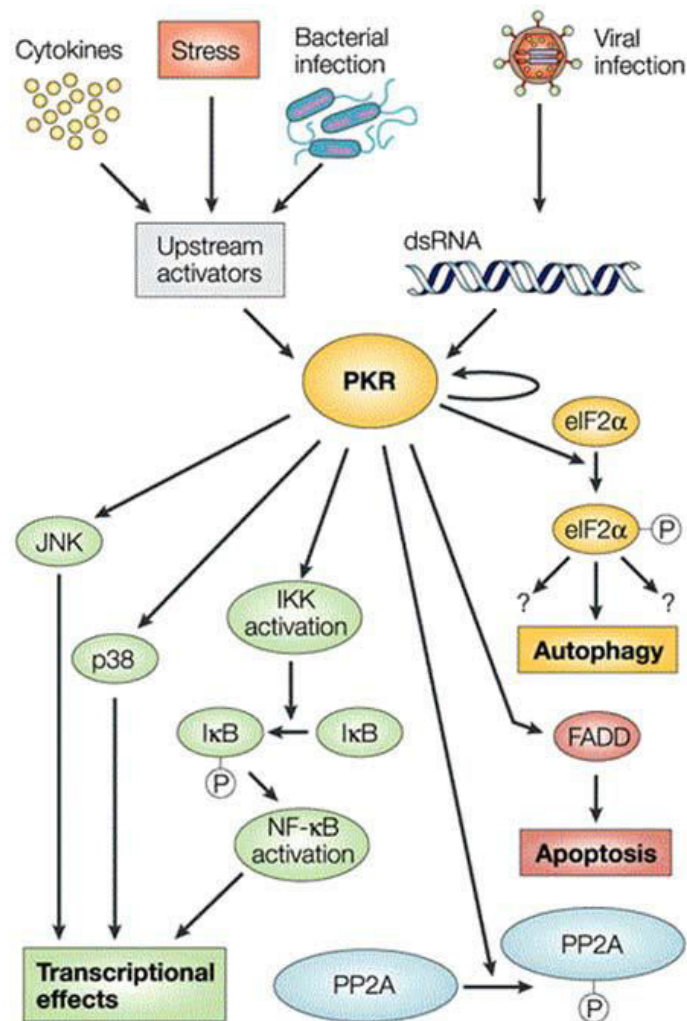 Cytokines
Stress
Bacterial
infection
Viral
infection
Upstream
activators
dsRNA
PKR
eIF2α
eIF2α
P
JNK
IKK
activation
?
?
p38
Autophagy
IκB
IκB
P
FADD
NF-κB
activation
Apoptosis
Transcriptional
effects
PP2A
PP2A
P